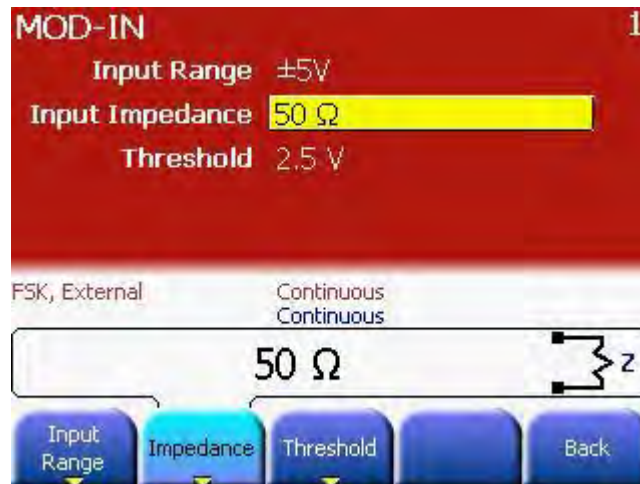 MOD-IN 1
Input Range ±5V
Input Impedance 50 Ω
Threshold 2.5 V
FSK, External Continuous
Continuous
50 Ω Z
Input Range Impedance Threshold Back